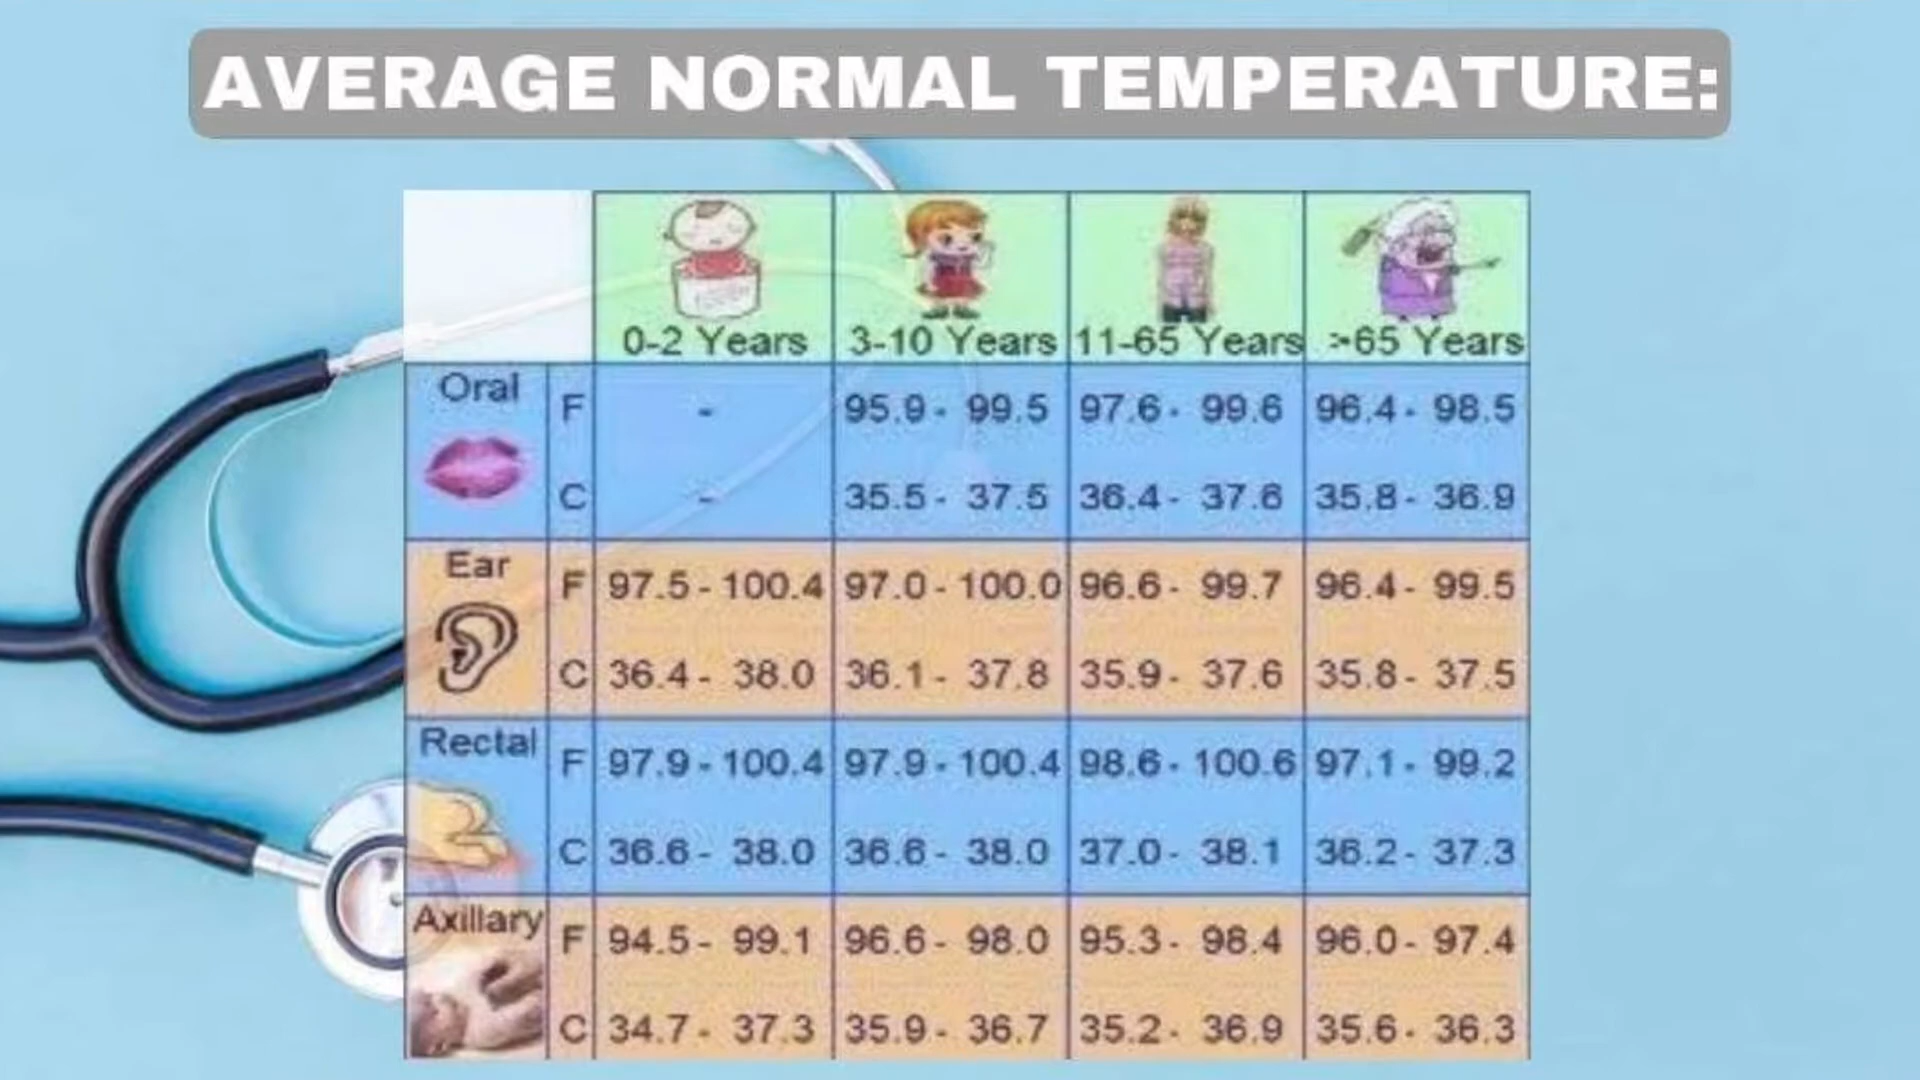 AVERAGE NORMAL TEMPERATURE:
0-2 Years 3-10 Years 11-65 Years >65 Years
Oral F - 95.9 - 99.5 97.6 - 99.6 96.4 - 98.5
C - 35.5 - 37.5 36.4 - 37.6 35.8 - 36.9
Ear F 97.5 - 100.4 97.0 - 100.0 96.6 - 99.7 96.4 - 99.5
C 36.4 - 38.0 36.1 - 37.8 35.9 - 37.6 35.8 - 37.5
Rectal F 97.9 - 100.4 97.9 - 100.4 98.6 - 100.6 97.1 - 99.2
C 36.6 - 38.0 36.6 - 38.0 37.0 - 38.1 36.2 - 37.3
Axillary F 94.5 - 99.1 96.6 - 98.0 95.3 - 98.4 96.0 - 97.4
C 34.7 - 37.3 35.9 - 36.7 35.2 - 36.9 35.6 - 36.3